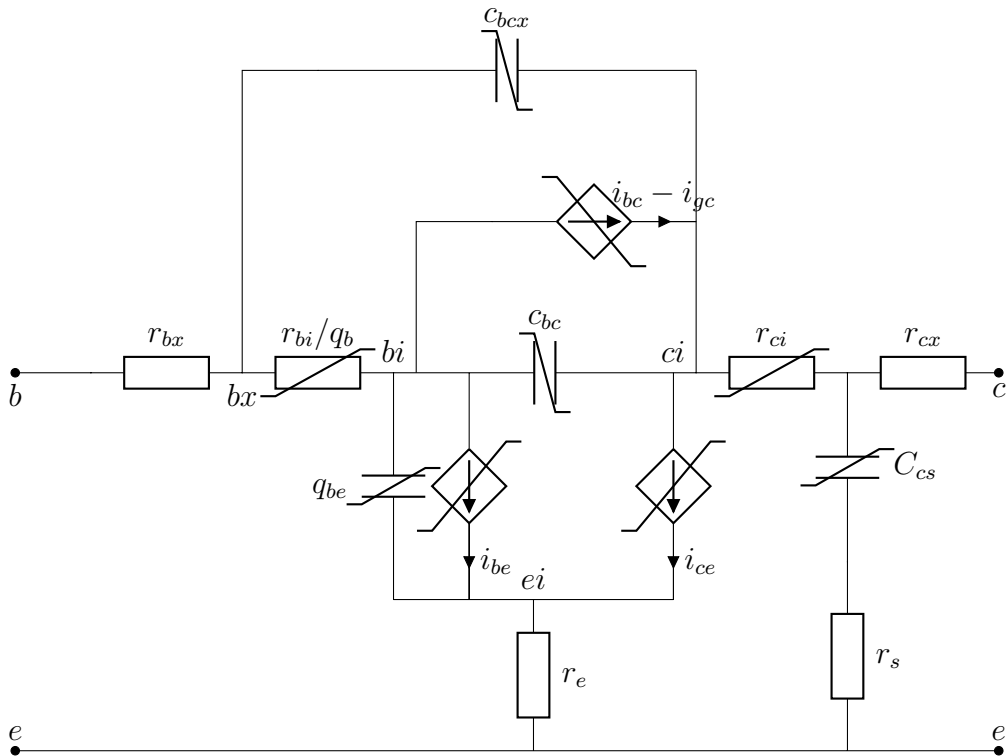 c_{bcx}
i_{bc} − i_{gc}
c_{bc}
r_{bx}
r_{bi}/q_b
bi
ci
r_{ci}
r_{cx}
b
bx
c
q_{be}
C_{cs}
i_{be}
i_{ce}
ei
r_e
r_s
e
e